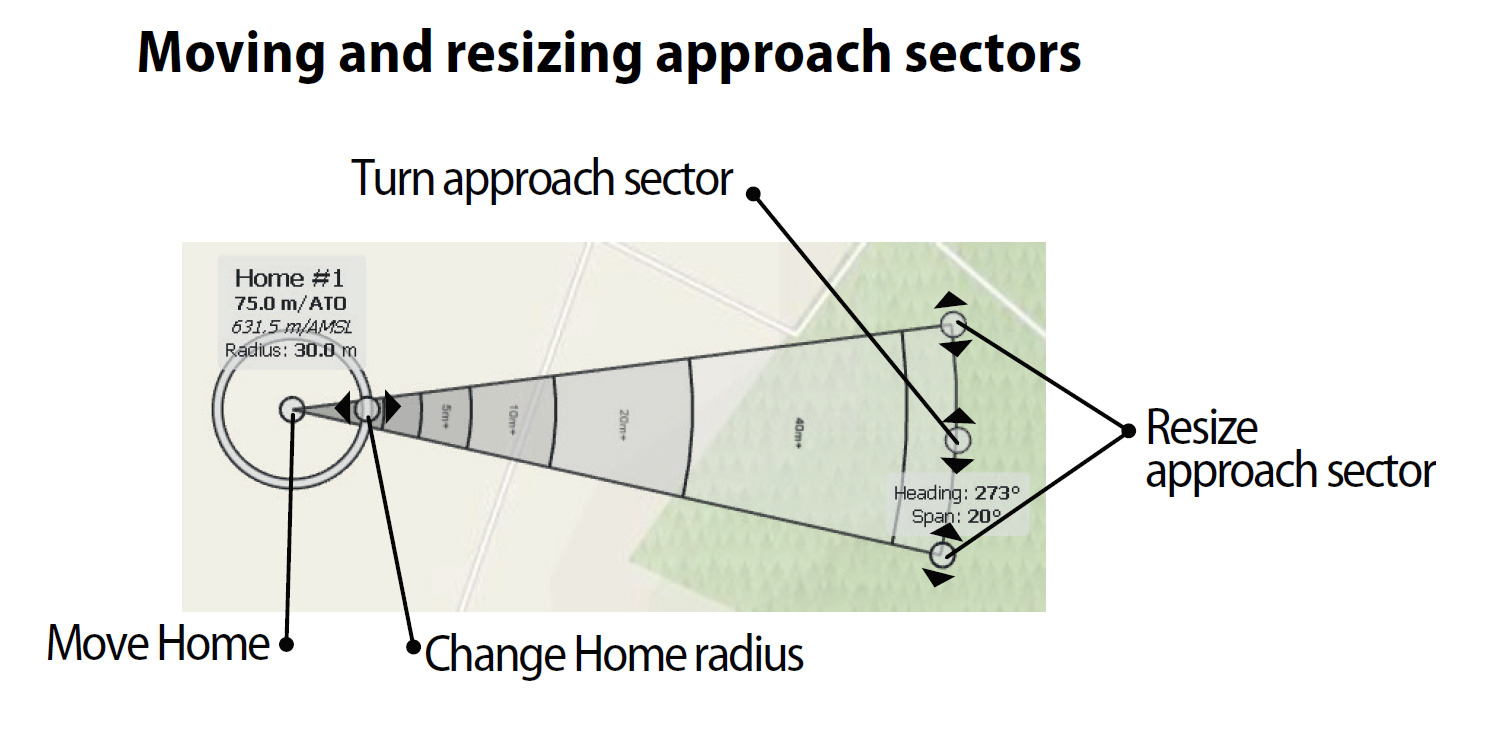 Moving and resizing approach sectors
Turn approach sector
Home #1
75.0 m/ATO
631.5 m/AMSL
Radius: 30.0 m
5m+
10m+
20m+
40m+
Heading: 273°
Span: 20°
Resize
approach sector
Move Home
Change Home radius